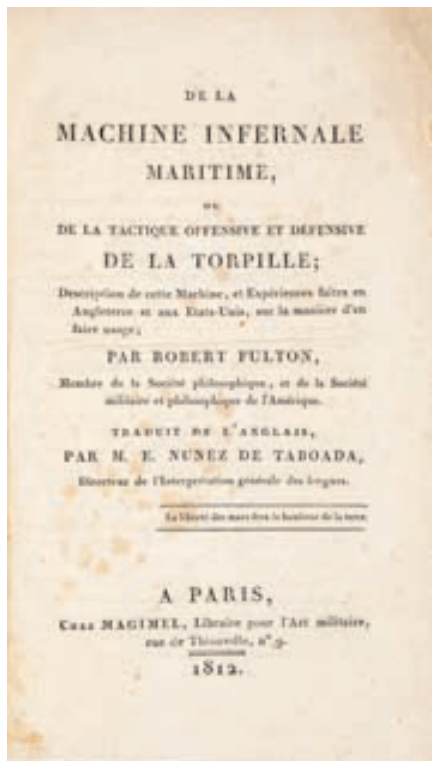 DE LA
MACHINE INFERNALE
MARITIME,
OU
DE LA TACTIQUE OFFENSIVE ET DÉFENSIVE
DE LA TORPILLE;
Description de cette Machine, et Expériences faites en
Angleterre et aux Etats-Unis, sur la manière d'en
faire usage;
PAR ROBERT FULTON,
Membre de la Société philosophique, et de la Société
militaire et philosophique de l'Amérique.
TRADUIT DE L'ANGLAIS,
PAR M. E. NUNEZ DE TABOADA,
Directeur de l'Interprétation générale des langues.
La liberté des mers fera le bonheur de la terre.
A PARIS,
Chez MAGIMEL, Libraire pour l'Art militaire,
rue de Thionville, n° 9.
1812.